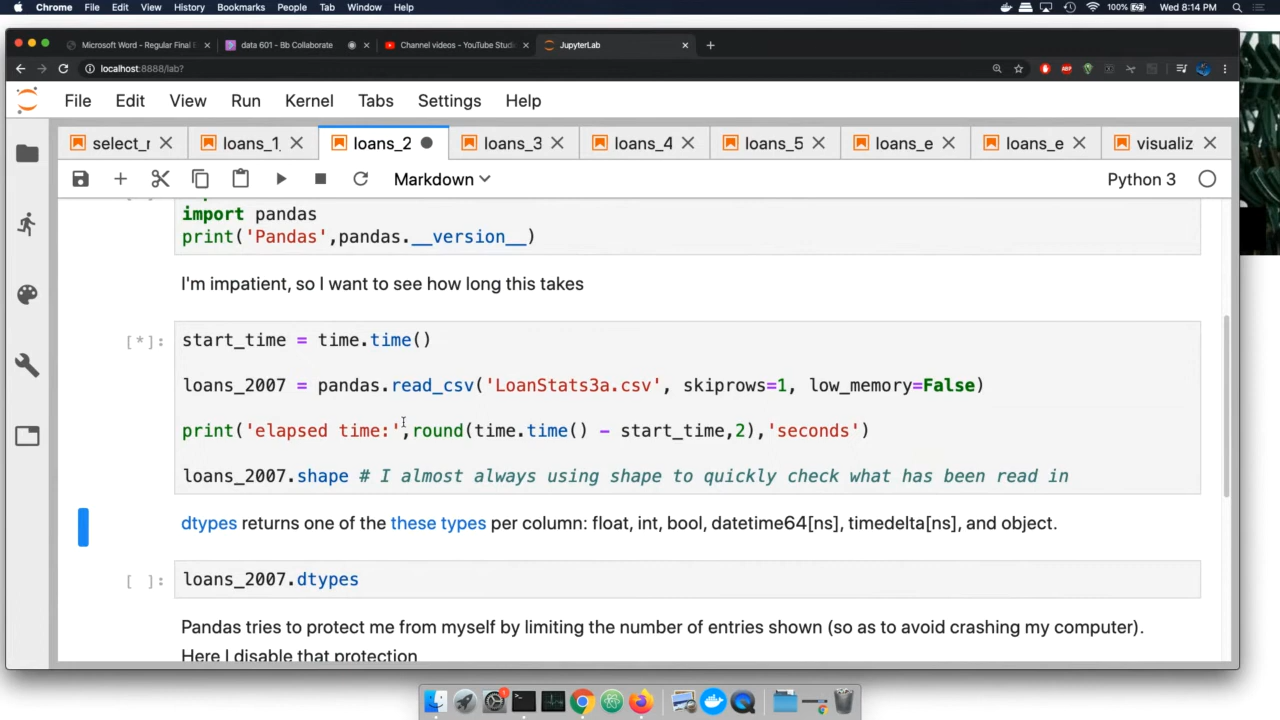 Chrome File Edit View History Bookmarks People Tab Window Help 100% Wed 8:14 PM
Microsoft Word - Regular Final data 601 - Bb Collaborate Channel videos - YouTube Stud JupyterLab
localhost:8888/lab? ABP
File Edit View Run Kernel Tabs Settings Help
select_r loans_1 loans_2 loans_3 loans_4 loans_5 loans_e loans_e visualiz
Markdown Python 3
import pandas
print('Pandas',pandas.__version__)
I'm impatient, so I want to see how long this takes
[*]: start_time = time.time()
loans_2007 = pandas.read_csv('LoanStats3a.csv', skiprows=1, low_memory=False)
print('elapsed time:',round(time.time() - start_time,2),'seconds')
loans_2007.shape # I almost always using shape to quickly check what has been read in
dtypes returns one of the these types per column: float, int, bool, datetime64[ns], timedelta[ns], and object.
[ ]: loans_2007.dtypes
Pandas tries to protect me from myself by limiting the number of entries shown (so as to avoid crashing my computer).
Here I disable that protection